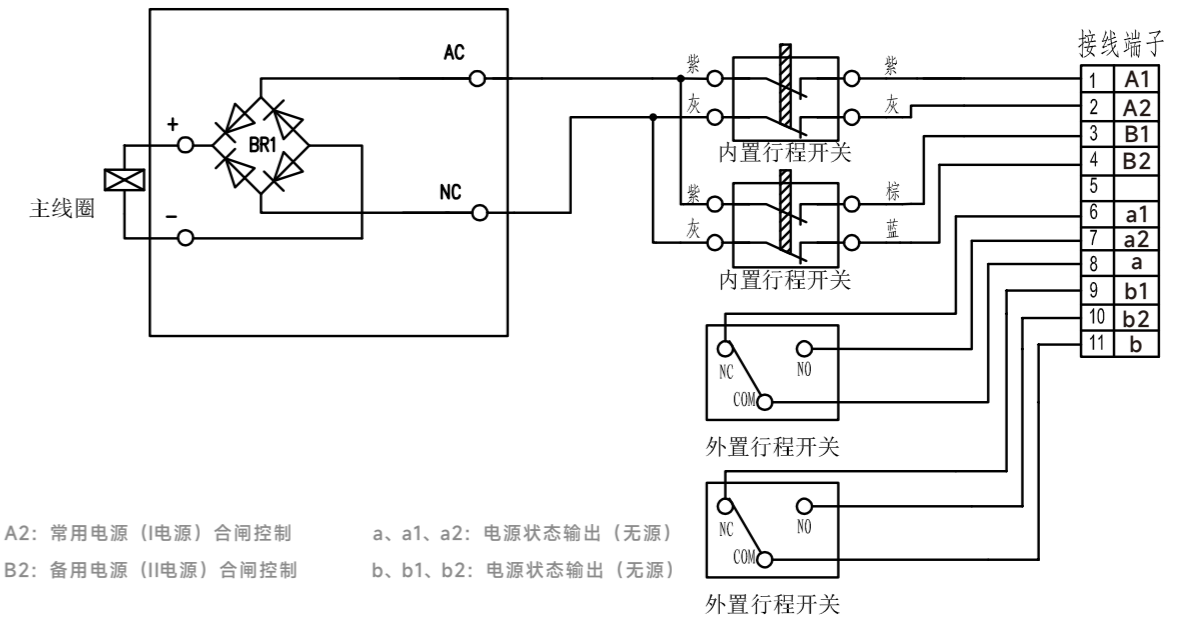 接线端子
1 A1
2 A2
3 B1
4 B2
5
6 a1
7 a2
8 a
9 b1
10 b2
11 b
AC
NC
+
BR1
−
主线圈
紫 紫
灰 灰
内置行程开关
紫 棕
灰 蓝
内置行程开关
NC NO
COM
外置行程开关
NC NO
COM
外置行程开关
A2：常用电源（I电源）合闸控制 a、a1、a2：电源状态输出（无源）
B2：备用电源（II电源）合闸控制 b、b1、b2：电源状态输出（无源）